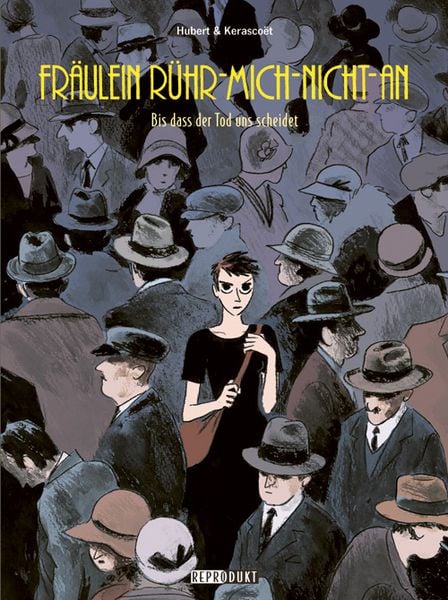 Hubert & Kerascoët
FRÄULEIN RÜHR-MICH-NICHT-AN
Bis dass der Tod uns scheidet
REPRODUKT